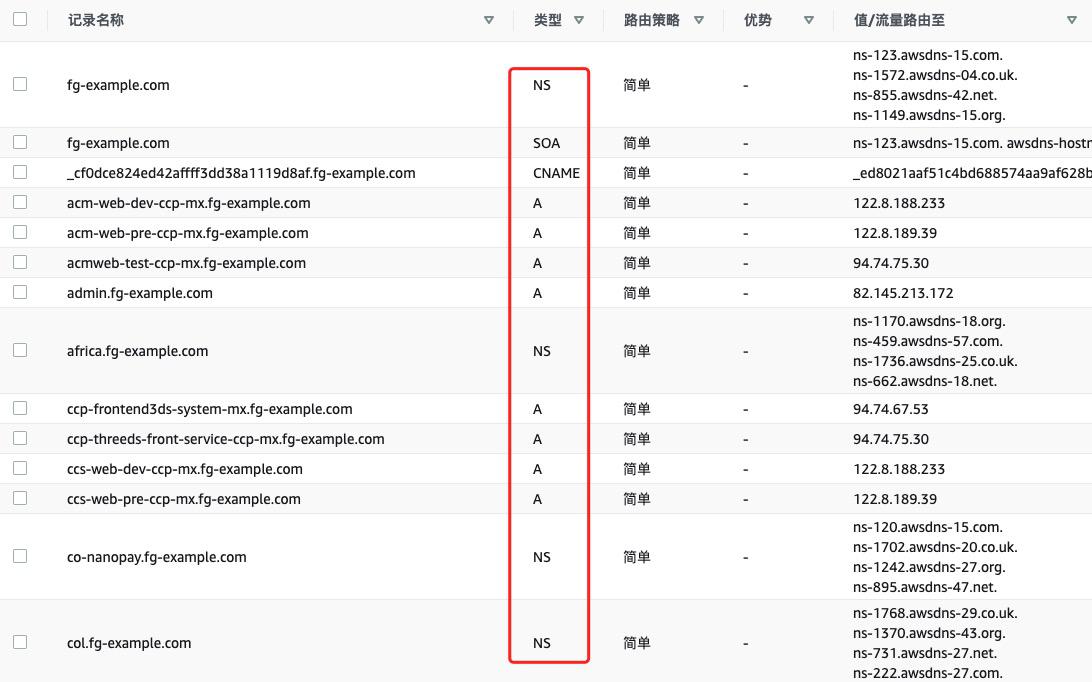 记录名称 类型 路由策略 优势 值/流量路由至
fg-example.com NS 简单 - ns-123.awsdns-15.com.
ns-1572.awsdns-04.co.uk.
ns-855.awsdns-42.net.
ns-1149.awsdns-15.org.
fg-example.com SOA 简单 - ns-123.awsdns-15.com. awsdns-hostm
_cf0dce824ed42affff3dd38a1119d8af.fg-example.com CNAME 简单 - _ed8021aaf51c4bd688574aa9af628b
acm-web-dev-ccp-mx.fg-example.com A 简单 - 122.8.188.233
acm-web-pre-ccp-mx.fg-example.com A 简单 - 122.8.189.39
acmweb-test-ccp-mx.fg-example.com A 简单 - 94.74.75.30
admin.fg-example.com A 简单 - 82.145.213.172
africa.fg-example.com NS 简单 - ns-1170.awsdns-18.org.
ns-459.awsdns-57.com.
ns-1736.awsdns-25.co.uk.
ns-662.awsdns-18.net.
ccp-frontend3ds-system-mx.fg-example.com A 简单 - 94.74.67.53
ccp-threeds-front-service-ccp-mx.fg-example.com A 简单 - 94.74.75.30
ccs-web-dev-ccp-mx.fg-example.com A 简单 - 122.8.188.233
ccs-web-pre-ccp-mx.fg-example.com A 简单 - 122.8.189.39
co-nanopay.fg-example.com NS 简单 - ns-120.awsdns-15.com.
ns-1702.awsdns-20.co.uk.
ns-1242.awsdns-27.org.
ns-895.awsdns-47.net.
col.fg-example.com NS 简单 - ns-1768.awsdns-29.co.uk.
ns-1370.awsdns-43.org.
ns-731.awsdns-27.net.
ns-222.awsdns-27.com.